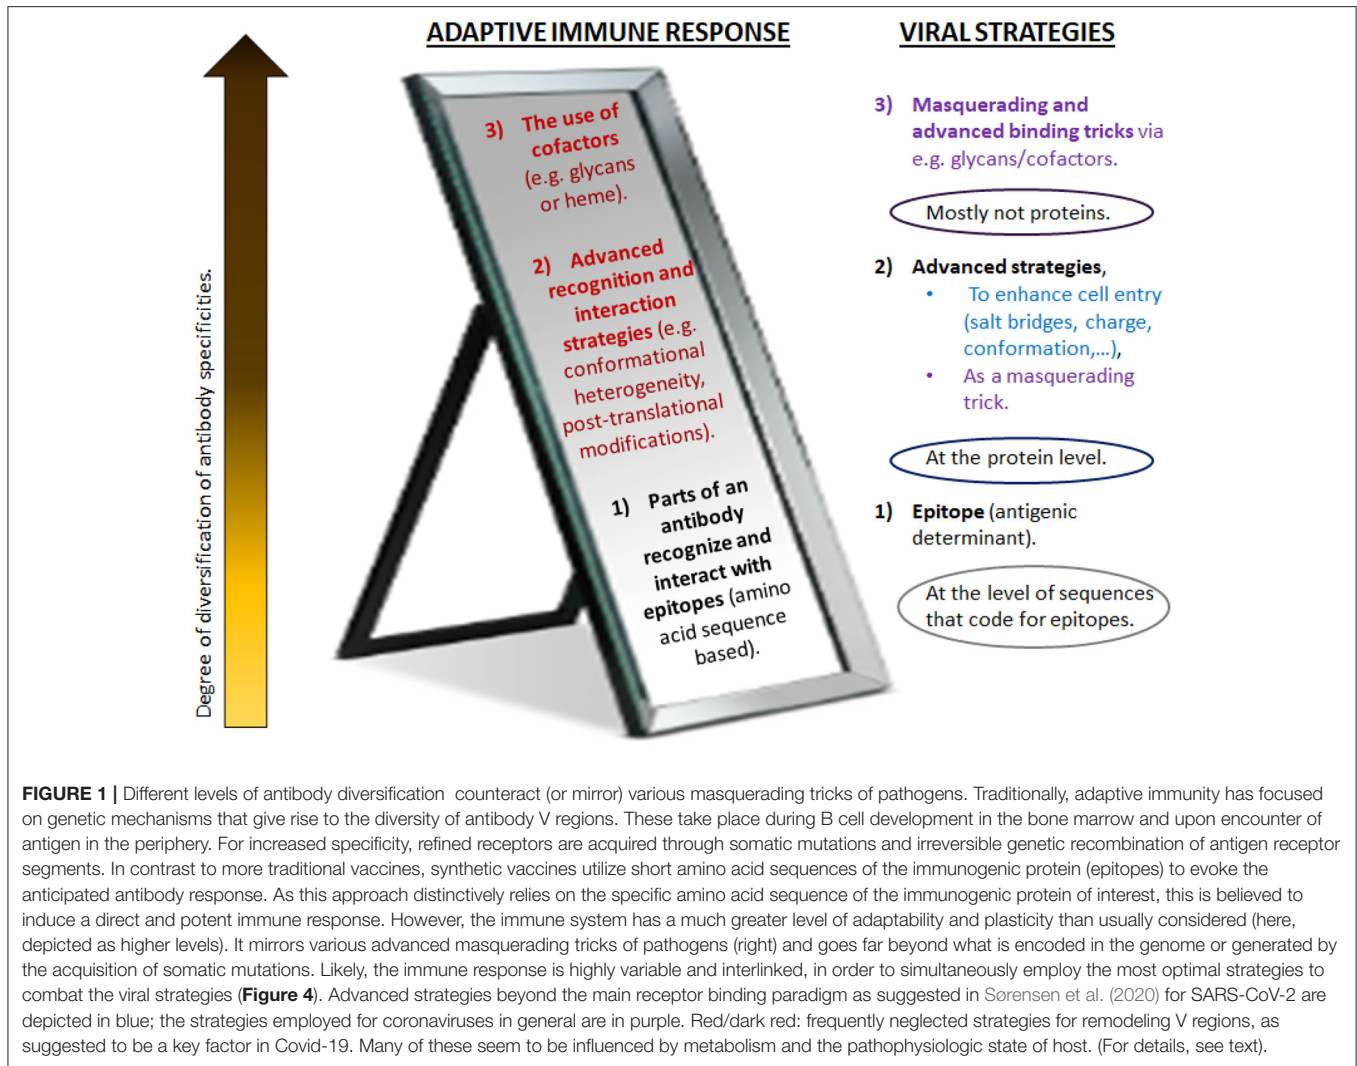 ADAPTIVE IMMUNE RESPONSE
VIRAL STRATEGIES
Degree of diversification of antibody specificities.
3) The use of
cofactors
(e.g. glycans
or heme).
2) Advanced
recognition and
interaction
strategies (e.g.
conformational
heterogeneity,
post-translational
modifications).
1) Parts of an
antibody
recognize and
interact with
epitopes (amino
acid sequence
based).
3) Masquerading and
advanced binding tricks via
e.g. glycans/cofactors.
Mostly not proteins.
2) Advanced strategies,
• To enhance cell entry
(salt bridges, charge,
conformation,...),
• As a masquerading
trick.
At the protein level.
1) Epitope (antigenic
determinant).
At the level of sequences
that code for epitopes.
FIGURE 1 | Different levels of antibody diversification counteract (or mirror) various masquerading tricks of pathogens. Traditionally, adaptive immunity has focused
on genetic mechanisms that give rise to the diversity of antibody V regions. These take place during B cell development in the bone marrow and upon encounter of
antigen in the periphery. For increased specificity, refined receptors are acquired through somatic mutations and irreversible genetic recombination of antigen receptor
segments. In contrast to more traditional vaccines, synthetic vaccines utilize short amino acid sequences of the immunogenic protein (epitopes) to evoke the
anticipated antibody response. As this approach distinctively relies on the specific amino acid sequence of the immunogenic protein of interest, this is believed to
induce a direct and potent immune response. However, the immune system has a much greater level of adaptability and plasticity than usually considered (here,
depicted as higher levels). It mirrors various advanced masquerading tricks of pathogens (right) and goes far beyond what is encoded in the genome or generated by
the acquisition of somatic mutations. Likely, the immune response is highly variable and interlinked, in order to simultaneously employ the most optimal strategies to
combat the viral strategies (Figure 4). Advanced strategies beyond the main receptor binding paradigm as suggested in Sørensen et al. (2020) for SARS-CoV-2 are
depicted in blue; the strategies employed for coronaviruses in general are in purple. Red/dark red: frequently neglected strategies for remodeling V regions, as
suggested to be a key factor in Covid-19. Many of these seem to be influenced by metabolism and the pathophysiologic state of host. (For details, see text).